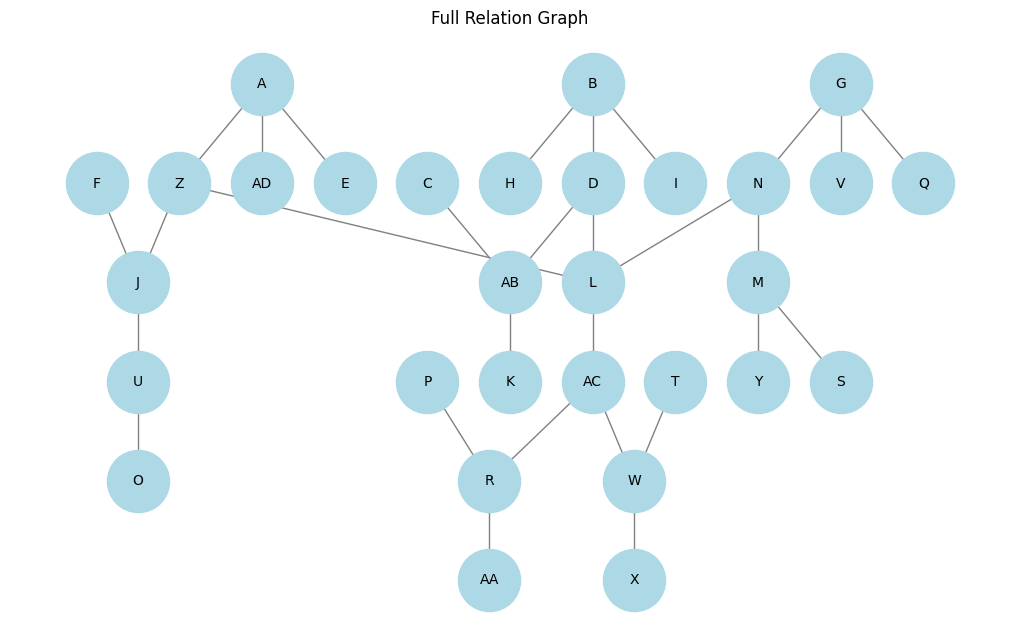 Full Relation Graph
A B G
F Z AD E C H D I N V Q
J AB L M
U P K AC T Y S
O R W
AA X